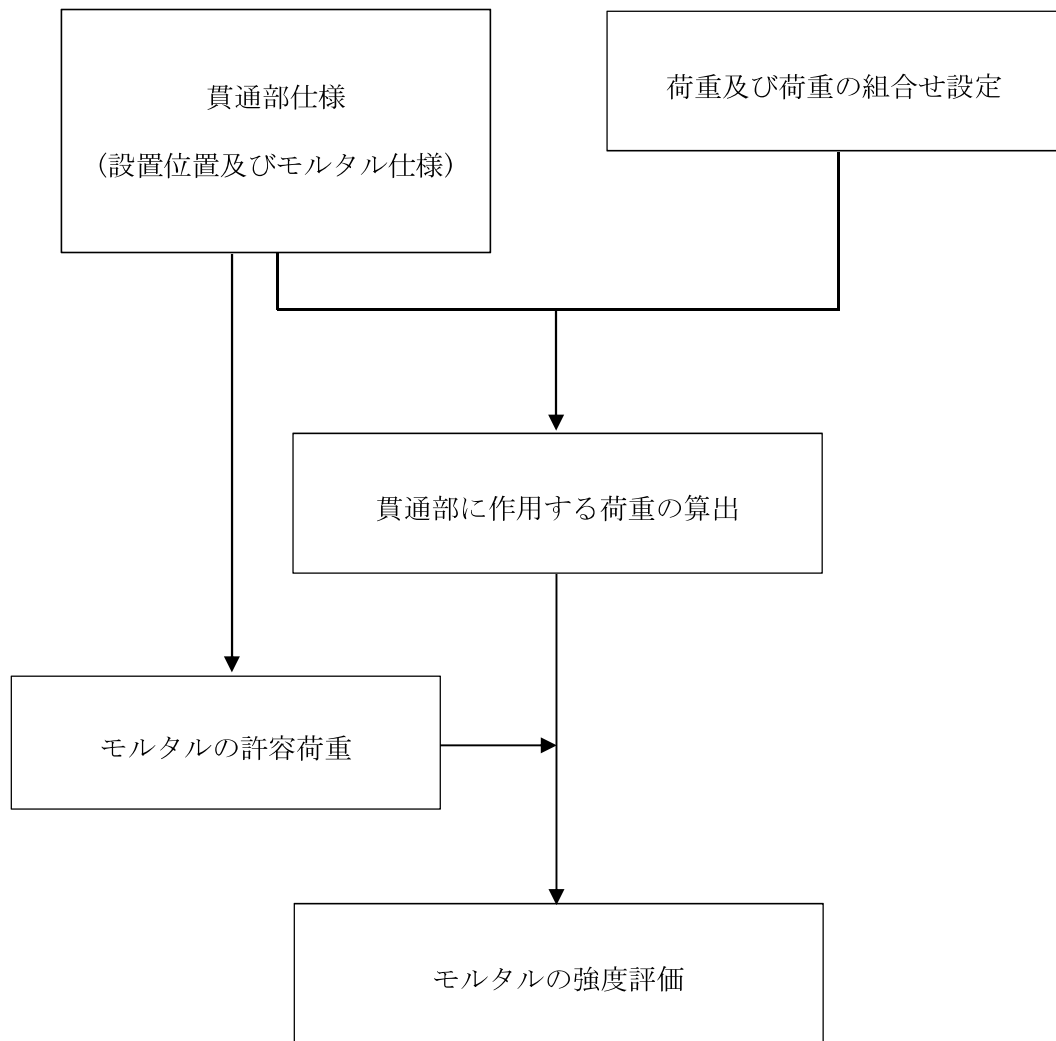 貫通部仕様
（設置位置及びモルタル仕様）
荷重及び荷重の組合せ設定
貫通部に作用する荷重の算出
モルタルの許容荷重
モルタルの強度評価